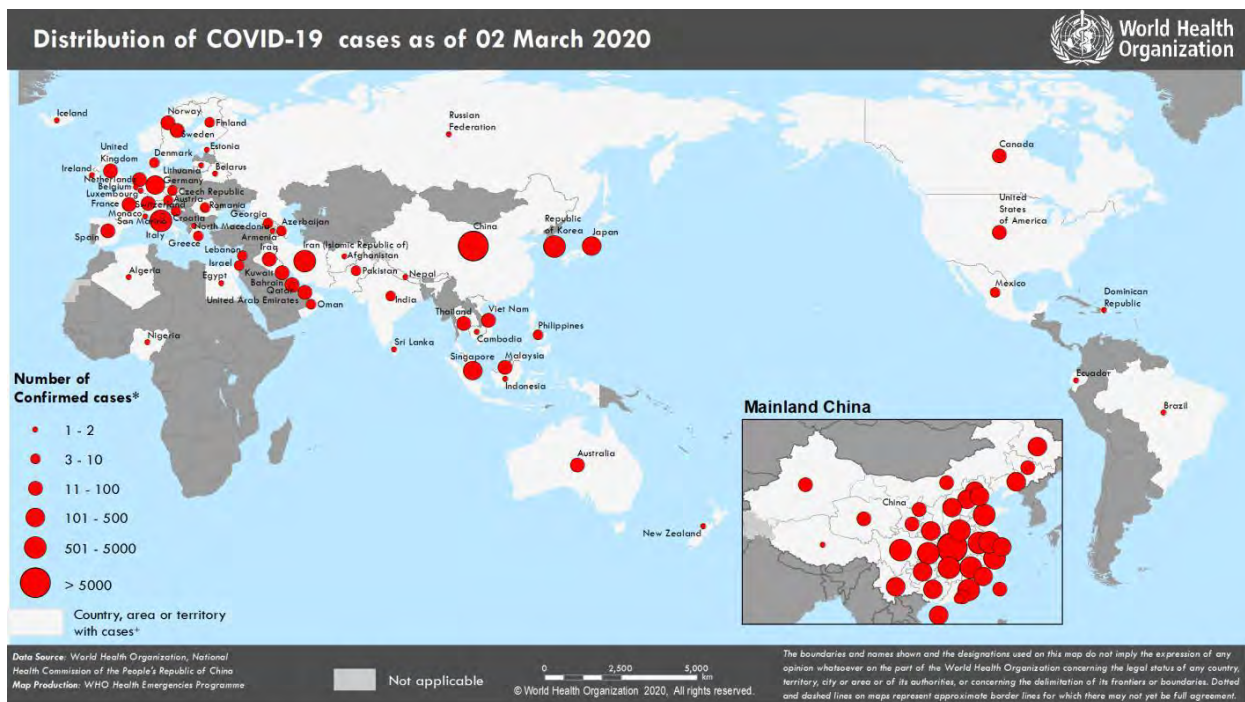 Distribution of COVID-19 cases as of 02 March 2020
World Health
Organization
Iceland
Norway
Finland
Sweden
Russian
Federation
Estonia
United
Kingdom
Denmark
Ireland
Lithuania
Belarus
Netherlands
Germany
Belgium
Luxembourg
Czech Republic
Austria
France
Switzerland
Romania
Monaco
San Marino
Croatia
North Macedonia
Spain
Italy
Greece
Georgia
Azerbaijan
Armenia
Lebanon
Israel
Iraq
Iran (Islamic Republic of)
Afghanistan
Kuwait
Bahrain
Qatar
United Arab Emirates
Oman
Pakistan
Nepal
India
Algeria
Egypt
Nigeria
China
Republic
of Korea
Japan
Thailand
Viet Nam
Cambodia
Philippines
Sri Lanka
Singapore
Malaysia
Indonesia
Australia
New Zealand
Canada
United
States
of America
Mexico
Dominican
Republic
Ecuador
Brazil
Number of
Confirmed cases*
1 - 2
3 - 10
11 - 100
101 - 500
501 - 5000
> 5000
Country, area or territory
with cases*
Mainland China
China
Data Source: World Health Organization, National
Health Commission of the People's Republic of China
Map Production: WHO Health Emergencies Programme
Not applicable
0 2,500 5,000
km
© World Health Organization 2020, All rights reserved.
The boundaries and names shown and the designations used on this map do not imply the expression of any
opinion whatsoever on the part of the World Health Organization concerning the legal status of any country,
territory, city or area or of its authorities, or concerning the delimitation of its frontiers or boundaries. Dotted
and dashed lines on maps represent approximate border lines for which there may not yet be full agreement.